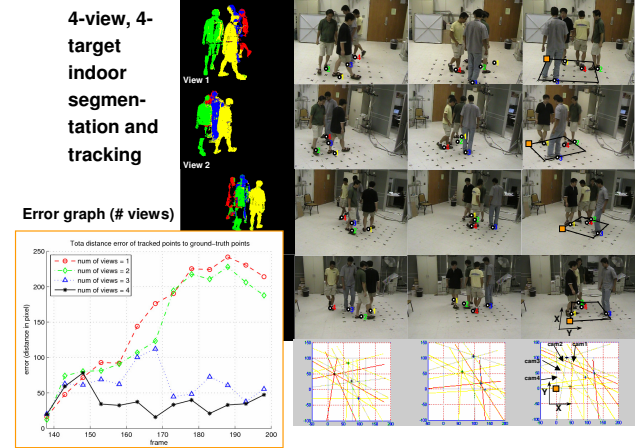 4-view, 4-
target
indoor
segmen-
tation and
tracking
View 1
View 2
Error graph (# views)
Tota distance error of tracked points to ground-truth points
num of views = 1
num of views = 2
num of views = 3
num of views = 4
error (distance in pixel)
250
200
150
100
50
0
140
150
160
170
180
190
200
frame
X
Y
cam2
cam1
cam3
cam4
Y
X